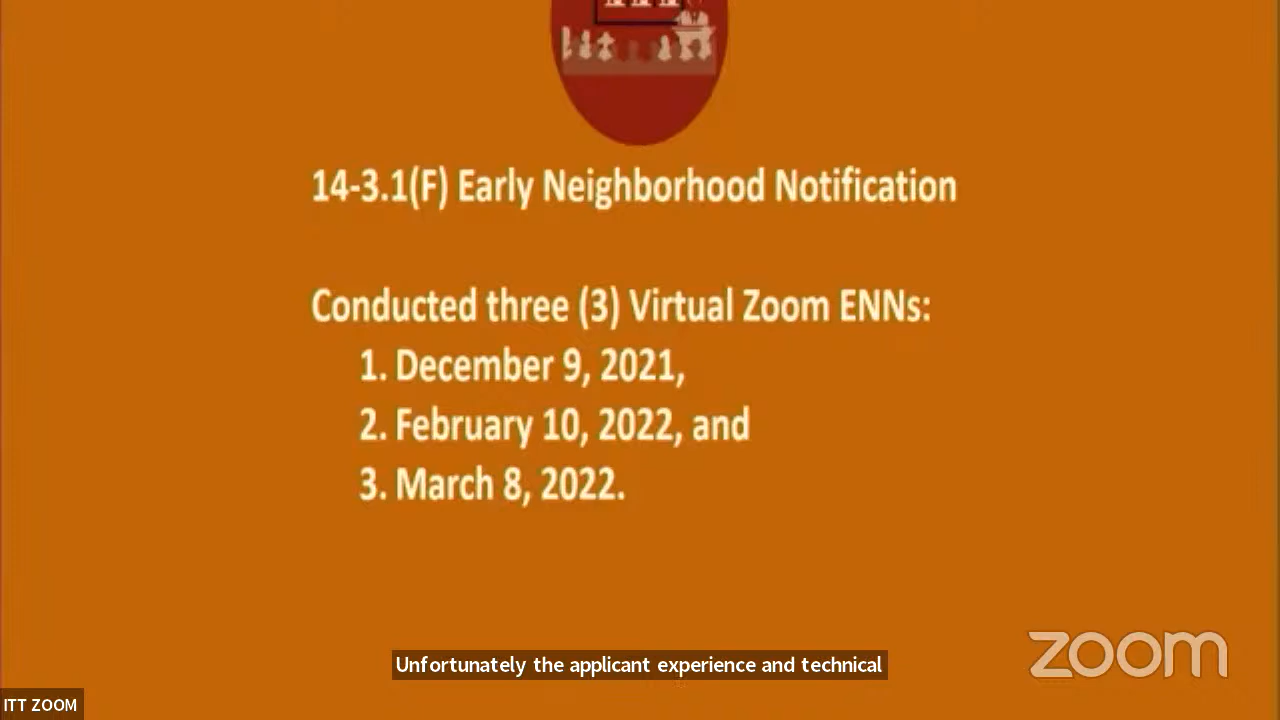 14-3.1(F) Early Neighborhood Notification
Conducted three (3) Virtual Zoom ENNs:
1. December 9, 2021,
2. February 10, 2022, and
3. March 8, 2022.
zoom
Unfortunately the applicant experience and technical
ITT ZOOM